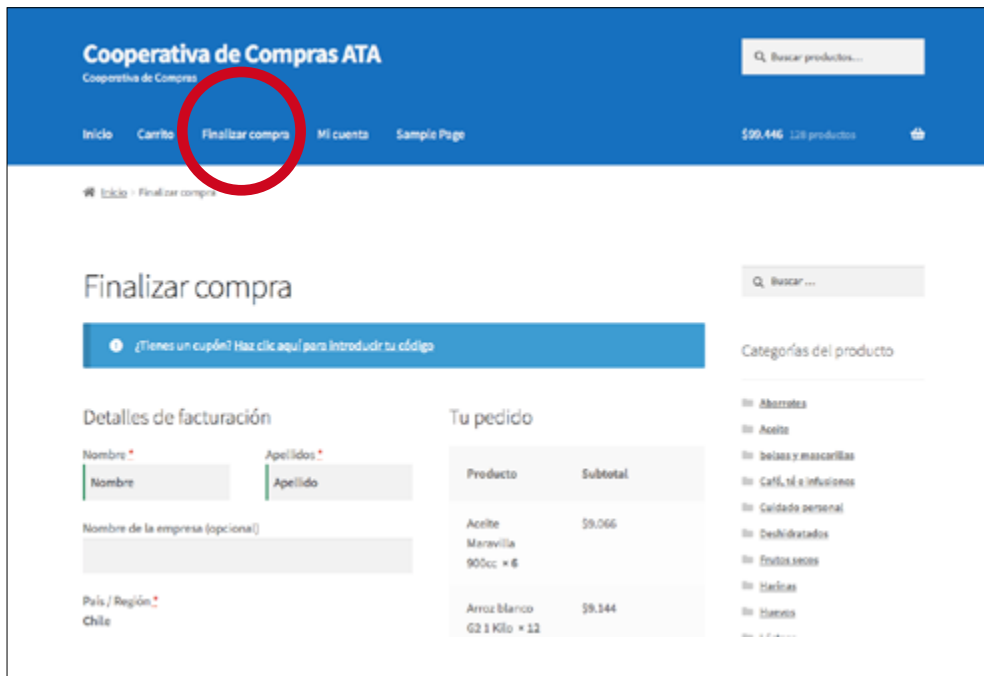 Cooperativa de Compras ATA
Cooperativa de Compras
Buscar productos...
Inicio Carrito Finalizar compra Mi cuenta Sample Page
$99.446 128 productos
Inicio › Finalizar compra
Finalizar compra
Buscar ...
¿Tienes un cupón? Haz clic aquí para introducir tu código
Categorías del producto
Detalles de facturación
Nombre *
Apellidos *
Nombre
Apellido
Nombre de la empresa (opcional)
País / Región *
Chile
Tu pedido
Producto Subtotal
Aceite $9.066
Maravilla
900cc × 6
Arroz blanco $9.144
G2 1 Kilo × 12
Abarrotes
Aceite
bolsas y mascarillas
Café, té e infusiones
Cuidado personal
Deshidratados
Frutos secos
Harinas
Huevos